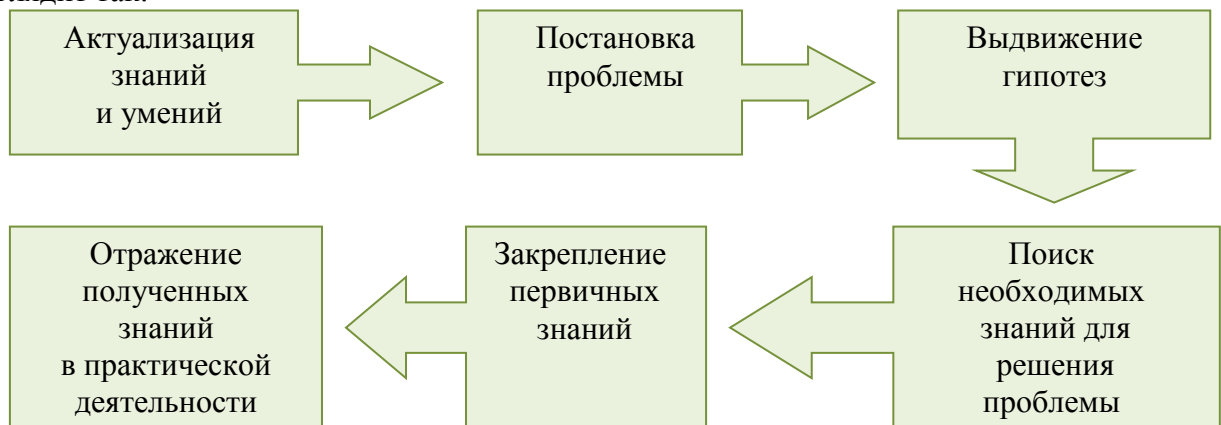 Актуализация
знаний
и умений
Постановка
проблемы
Выдвижение
гипотез
Поиск
необходимых
знаний для
решения
проблемы
Закрепление
первичных
знаний
Отражение
полученных
знаний
в практической
деятельности